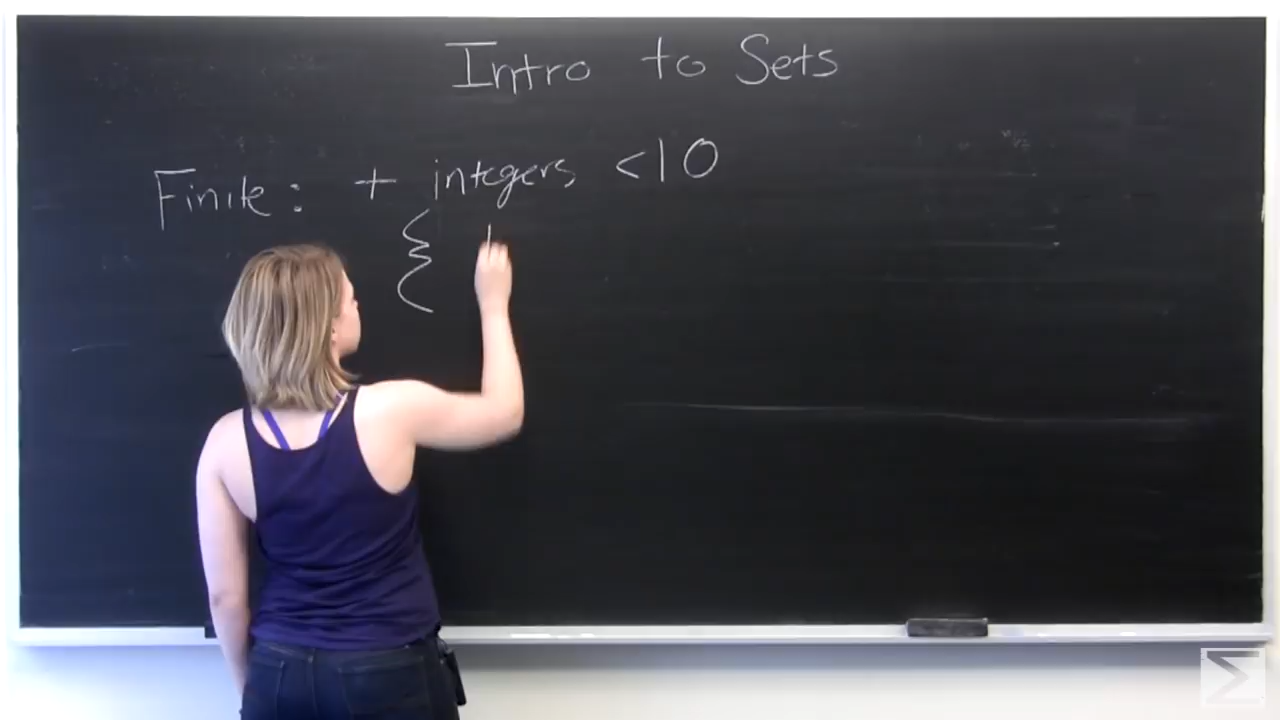 Intro to Sets
Finite: + integers <10
{ 1